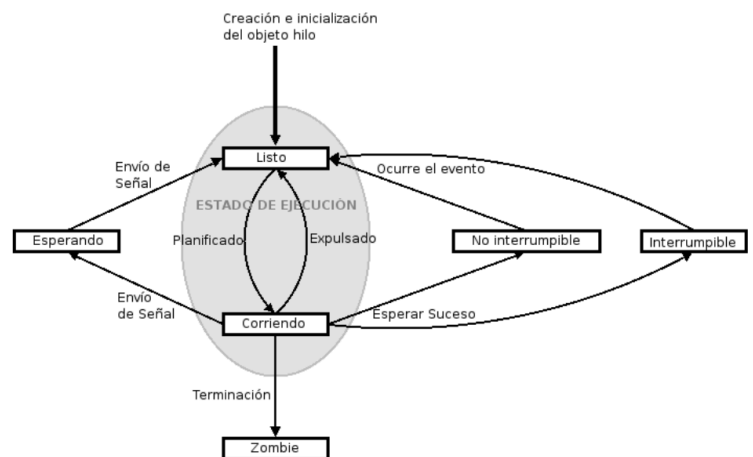 Creación e inicialización
del objeto hilo
Listo
Envío de
Señal
Ocurre el evento
ESTADO DE EJECUCIÓN
Esperando
Planificado
Expulsado
No interrumpible
Interrumpible
Envío
de Señal
Corriendo
Esperar Suceso
Terminación
Zombie